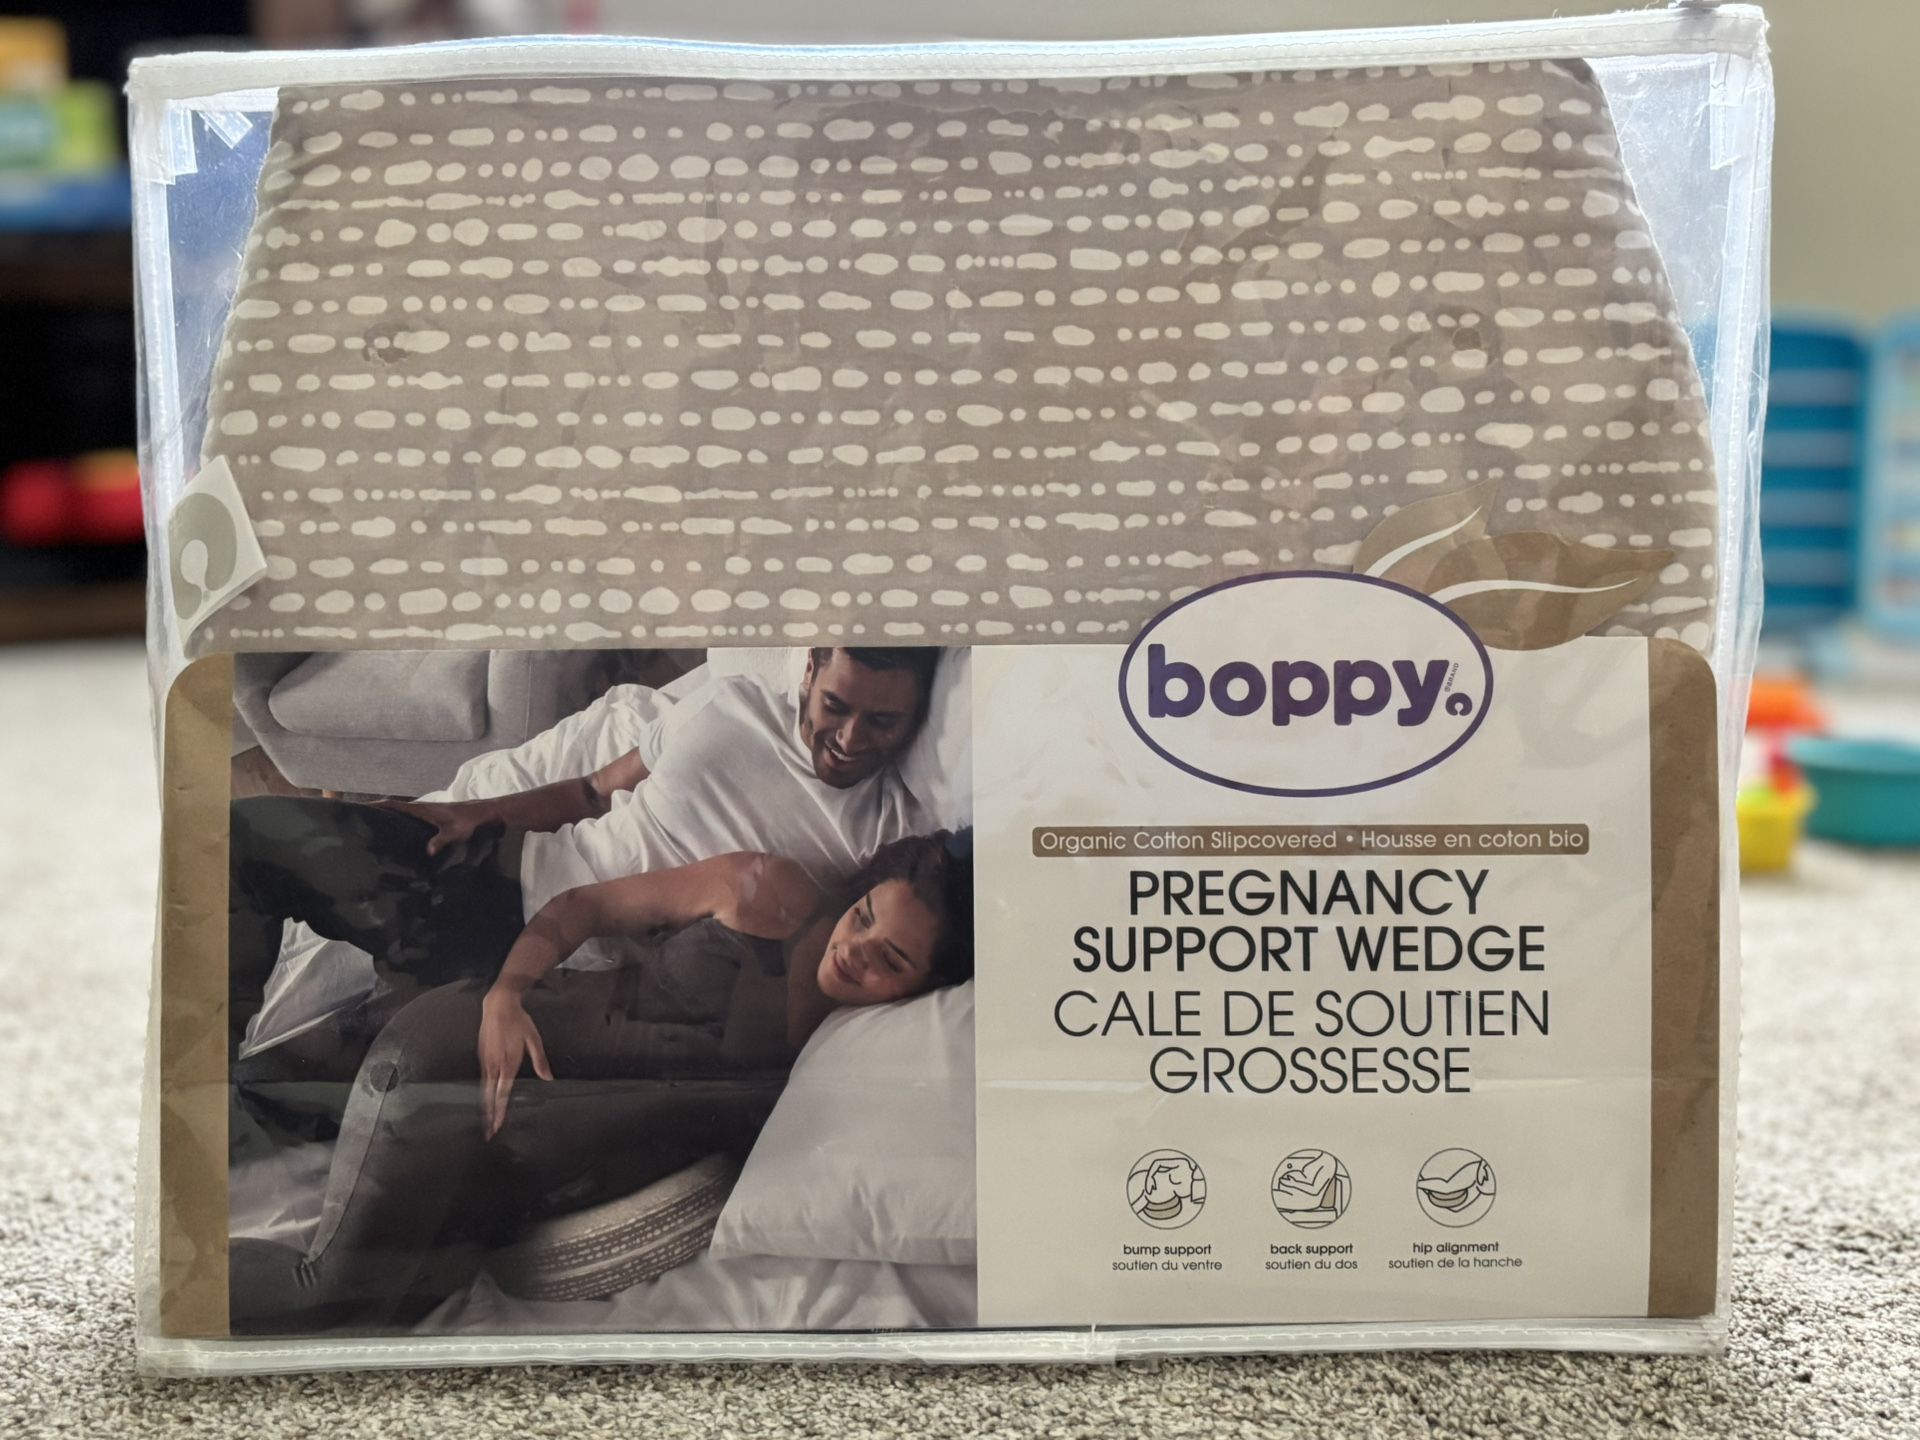 boppy
®BRAND
Organic Cotton Slipcovered • Housse en coton bio
PREGNANCY
SUPPORT WEDGE
CALE DE SOUTIEN
GROSSESSE
bump support
soutien du ventre
back support
soutien du dos
hip alignment
soutien de la hanche